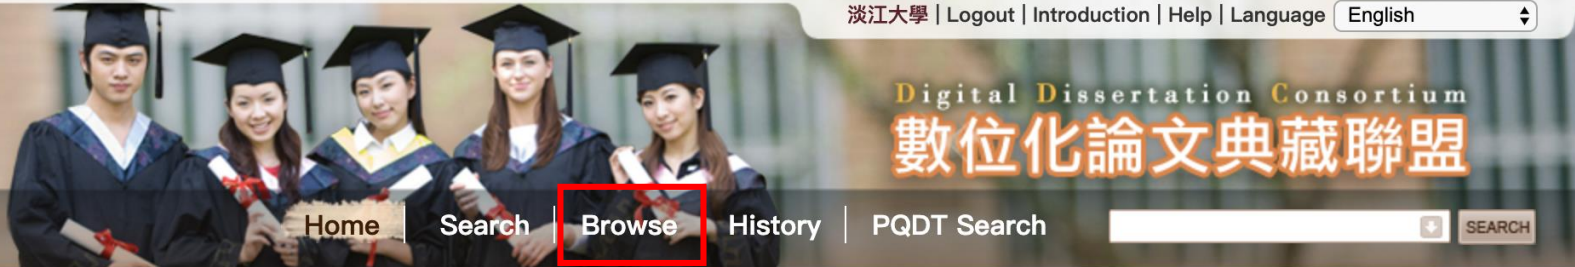 淡江大學 | Logout | Introduction | Help | Language English
Digital Dissertation Consortium
數位化論文典藏聯盟
Home Search Browse History PQDT Search SEARCH